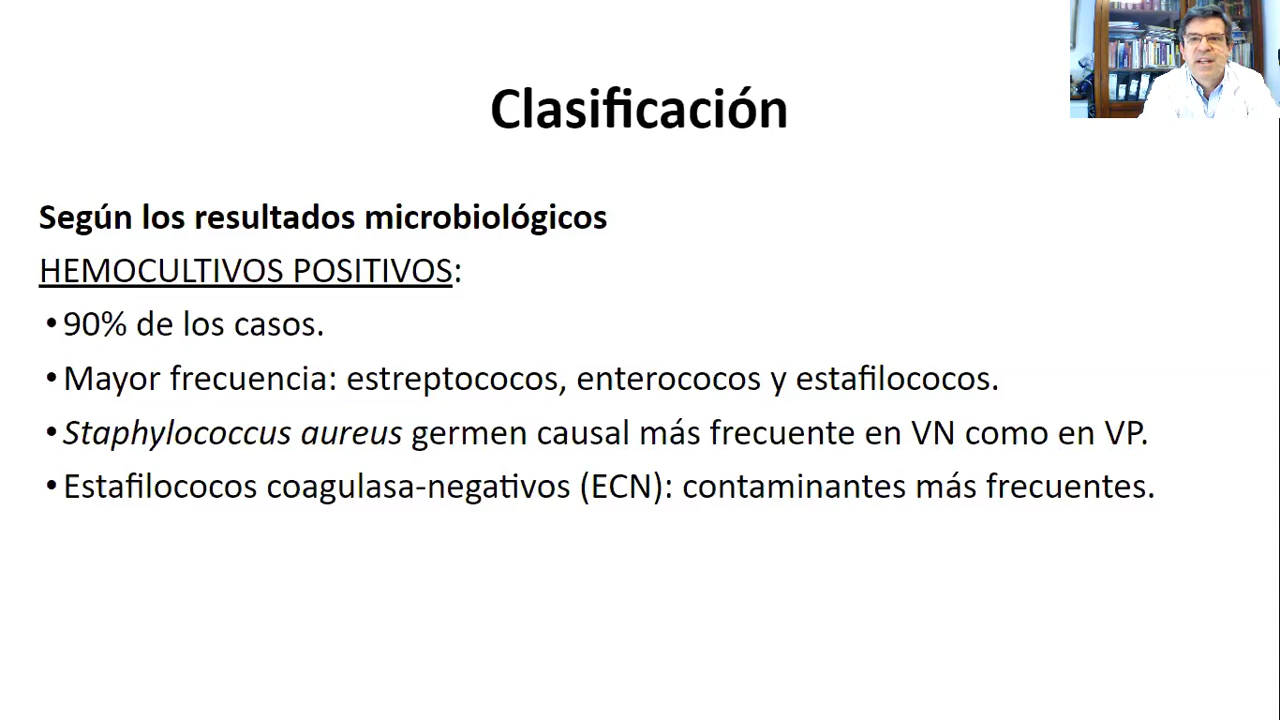 Clasificación
Según los resultados microbiológicos
HEMOCULTIVOS POSITIVOS:
•90% de los casos.
•Mayor frecuencia: estreptococos, enterococos y estafilococos.
•Staphylococcus aureus germen causal más frecuente en VN como en VP.
•Estafilococos coagulasa-negativos (ECN): contaminantes más frecuentes.